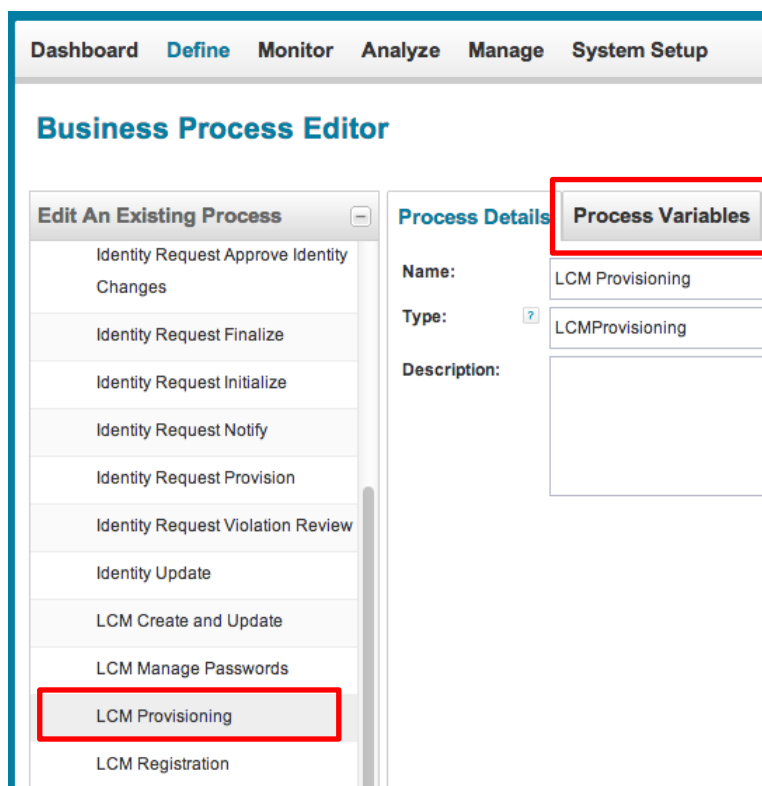 Dashboard Define Monitor Analyze Manage System Setup
Business Process Editor
Edit An Existing Process
Identity Request Approve Identity
Changes
Identity Request Finalize
Identity Request Initialize
Identity Request Notify
Identity Request Provision
Identity Request Violation Review
Identity Update
LCM Create and Update
LCM Manage Passwords
LCM Provisioning
LCM Registration
Process Details Process Variables
Name: LCM Provisioning
Type: ? LCMProvisioning
Description: